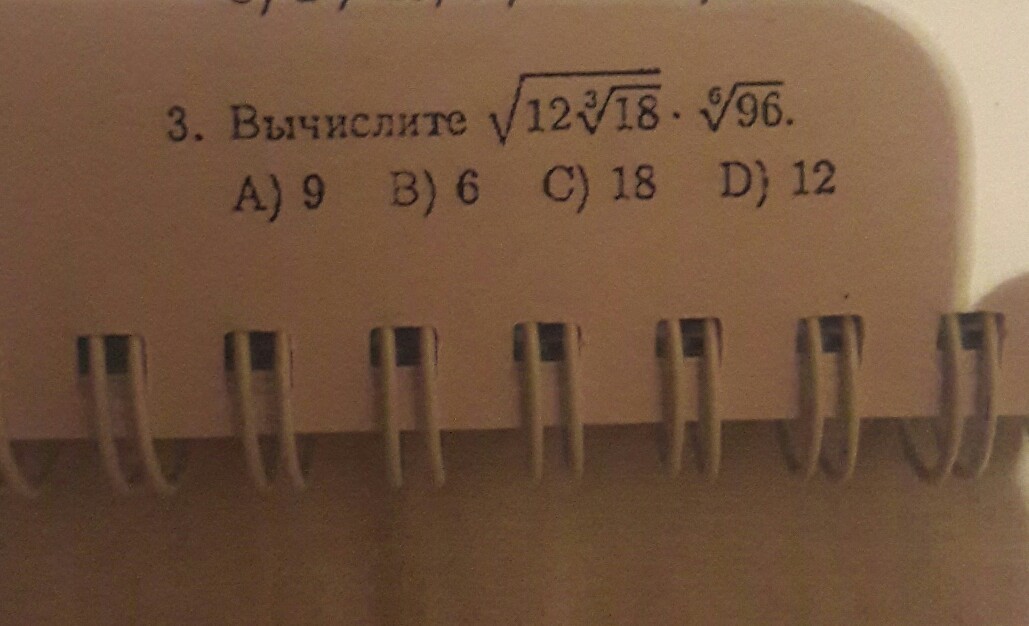 3. Вычислите √(12∛18) · ⁶√96.
A) 9 B) 6 C) 18 D) 12